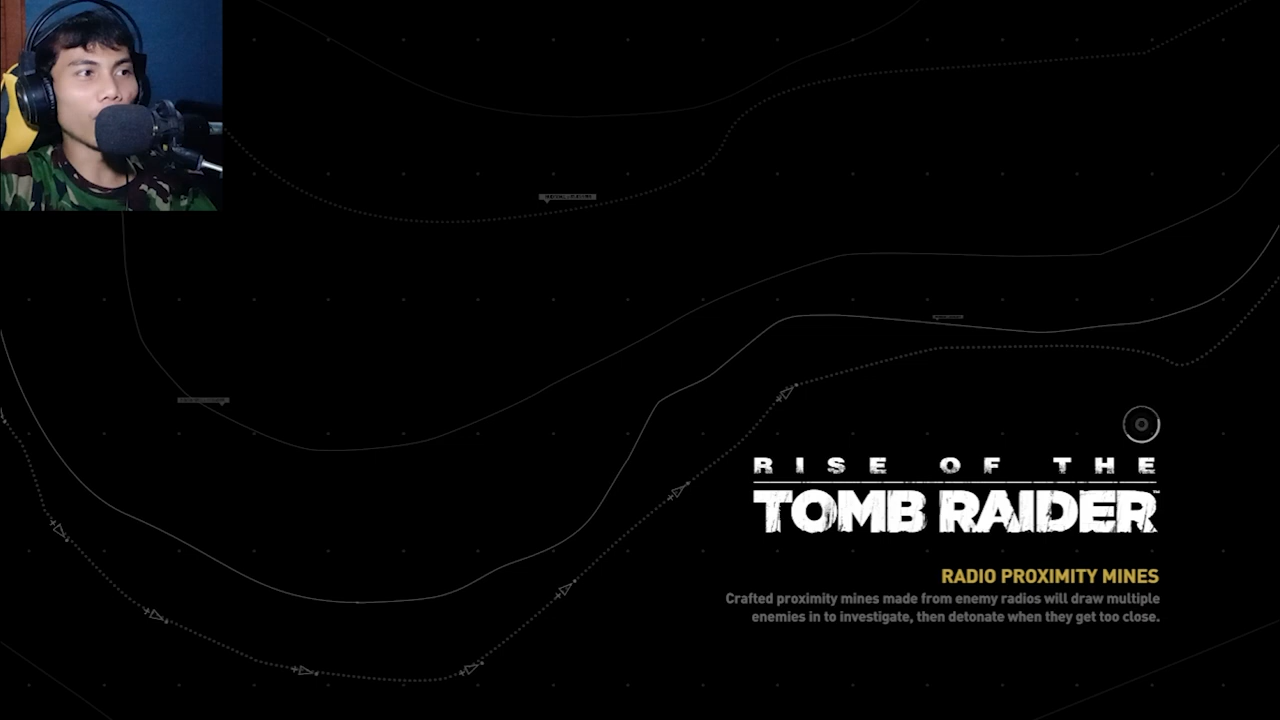 RISE OF THE
TOMB RAIDER™
RADIO PROXIMITY MINES
Crafted proximity mines made from enemy radios will draw multiple
enemies in to investigate, then detonate when they get too close.